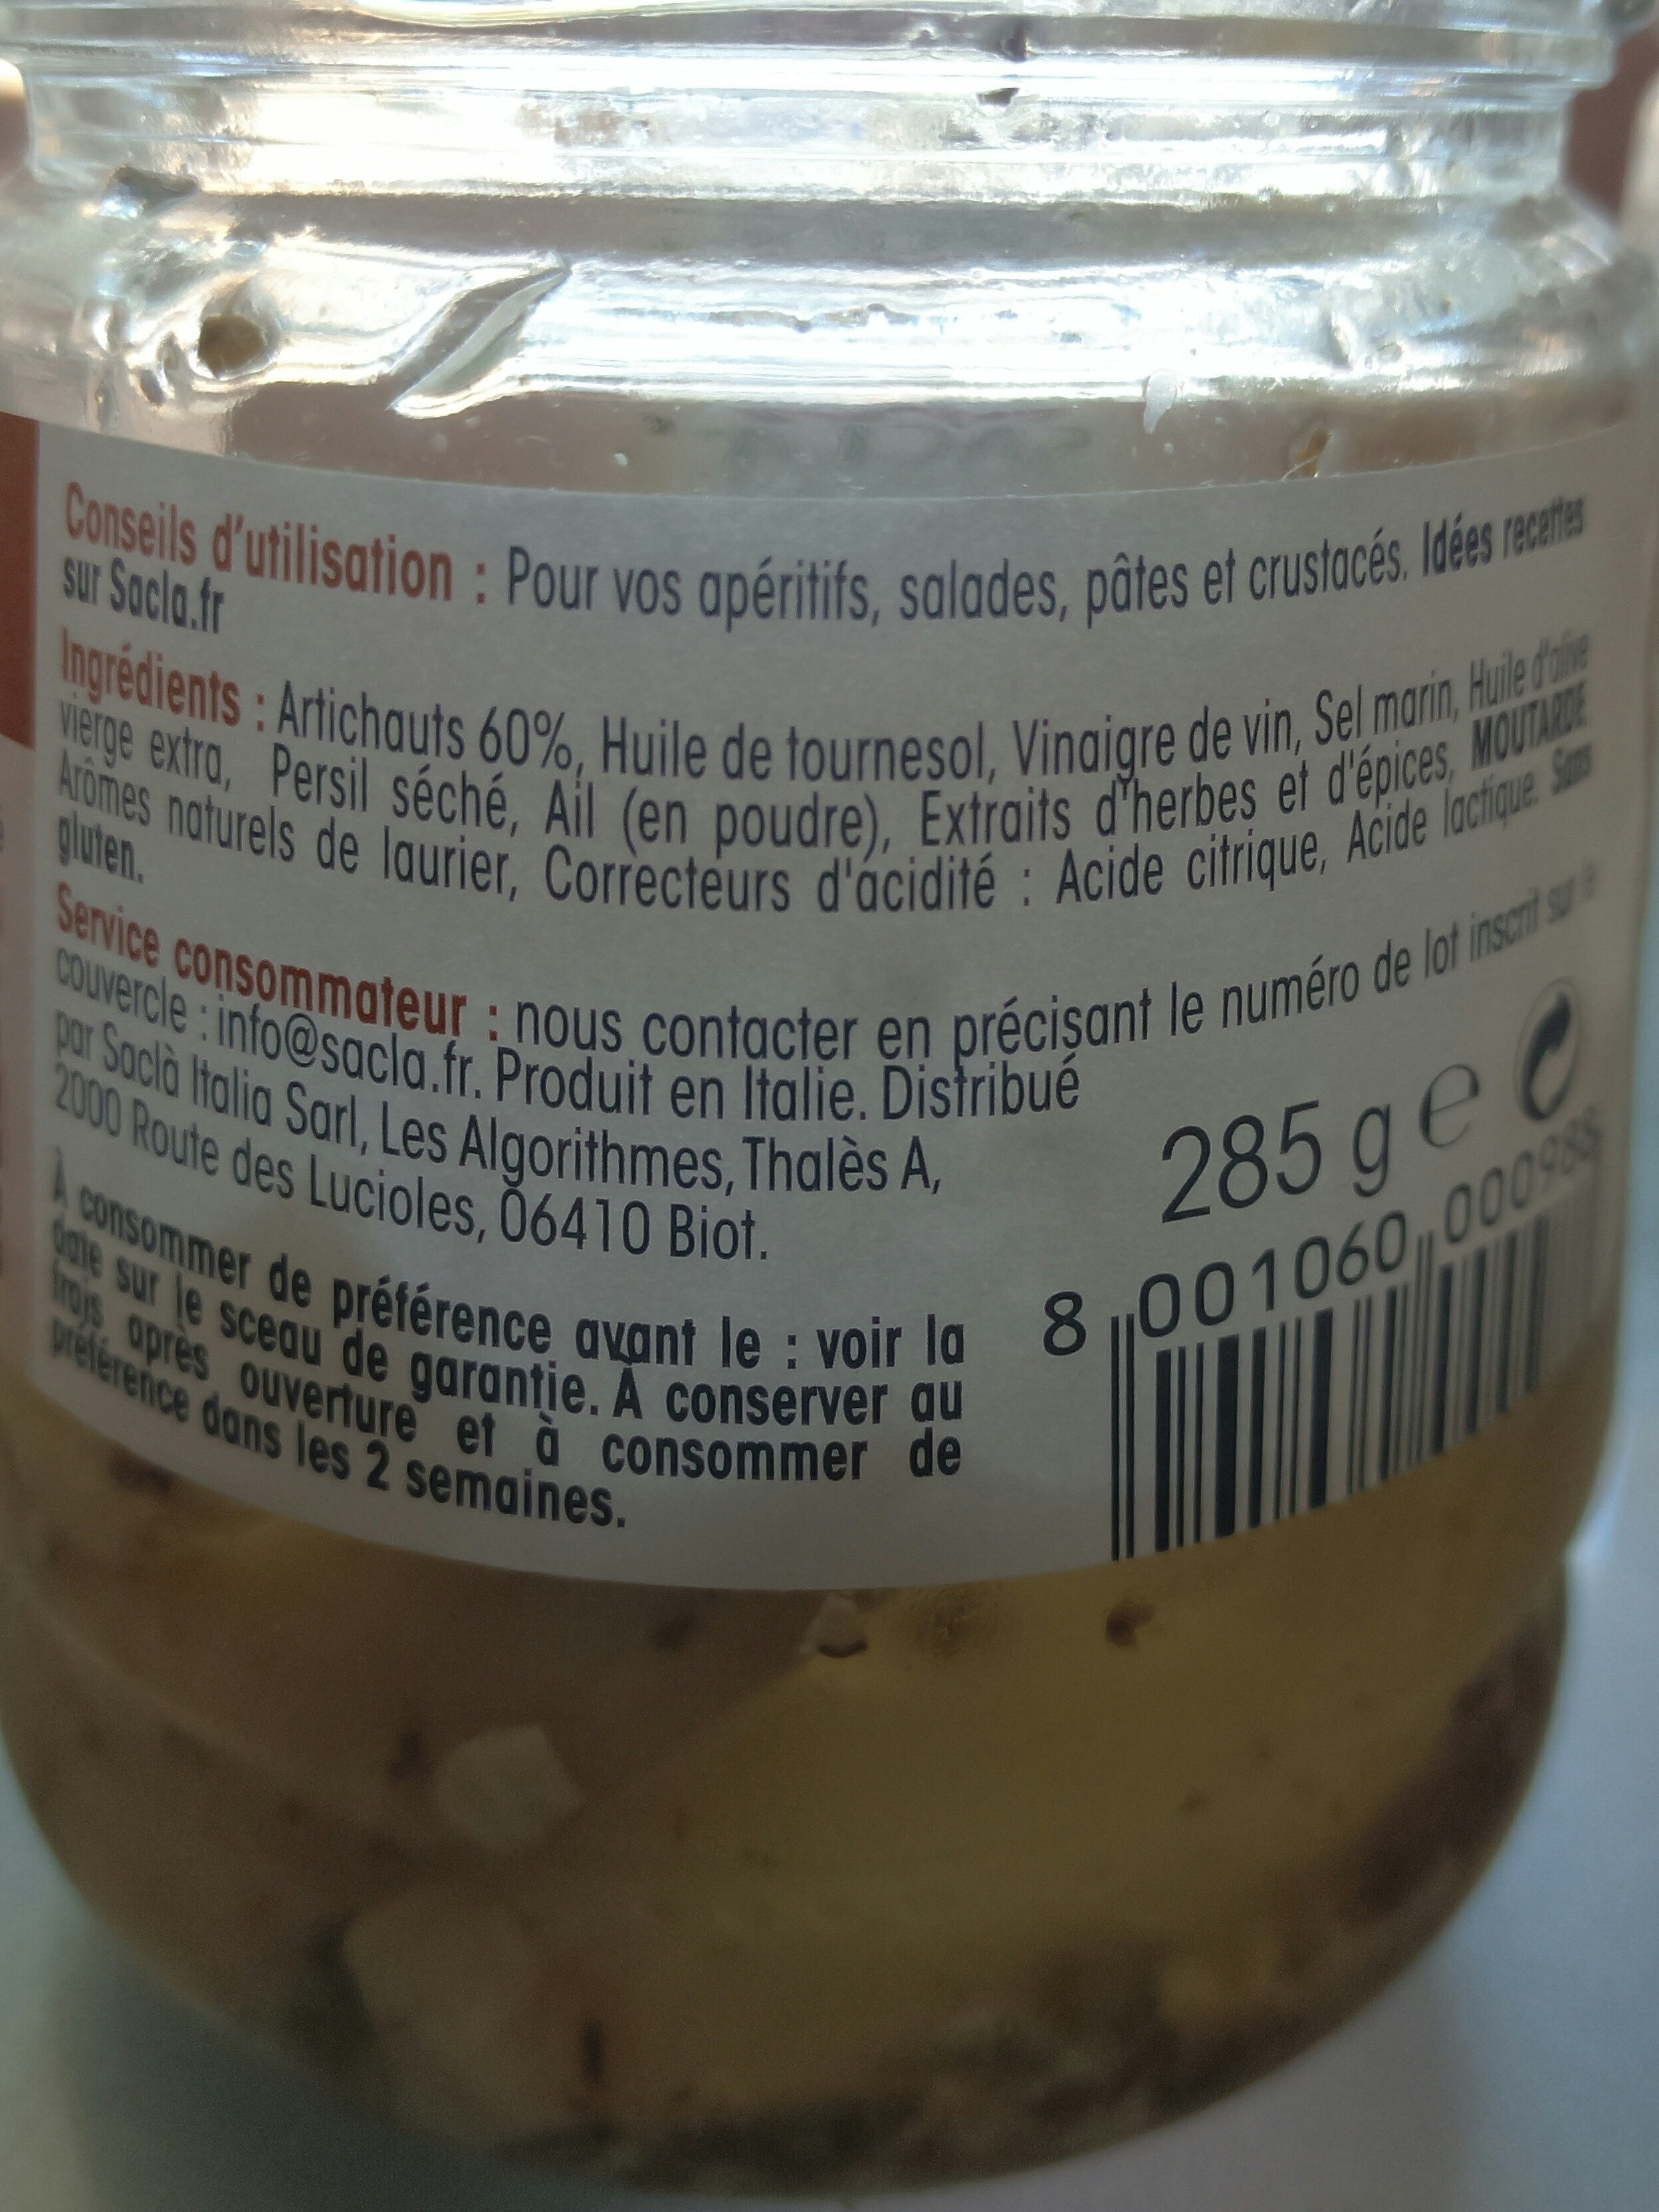 Conseils d'utilisation : Pour vos apéritifs, salades, pâtes et crustacés. Idées recettes
sur Sacla.fr
Ingrédients : Artichauts 60%, Huile de tournesol, Vinaigre de vin, Sel marin, Huile d'olive
vierge extra, Persil séché, Ail (en poudre), Extraits d'herbes et d'épices, MOUTARDE
Arômes naturels de laurier, Correcteurs d'acidité : Acide citrique, Acide lactique. Sans
gluten.
Service consommateur : nous contacter en précisant le numéro de lot inscrit sur le
couvercle : info@sacla.fr. Produit en Italie. Distribué
par Saclà Italia Sarl, Les Algorithmes, Thalès A,
2000 Route des Lucioles, 06410 Biot.
285 g e
À consommer de préférence avant le : voir la
date sur le sceau de garantie. À conserver au
frais après ouverture et à consommer de
préférence dans les 2 semaines.
8 001060